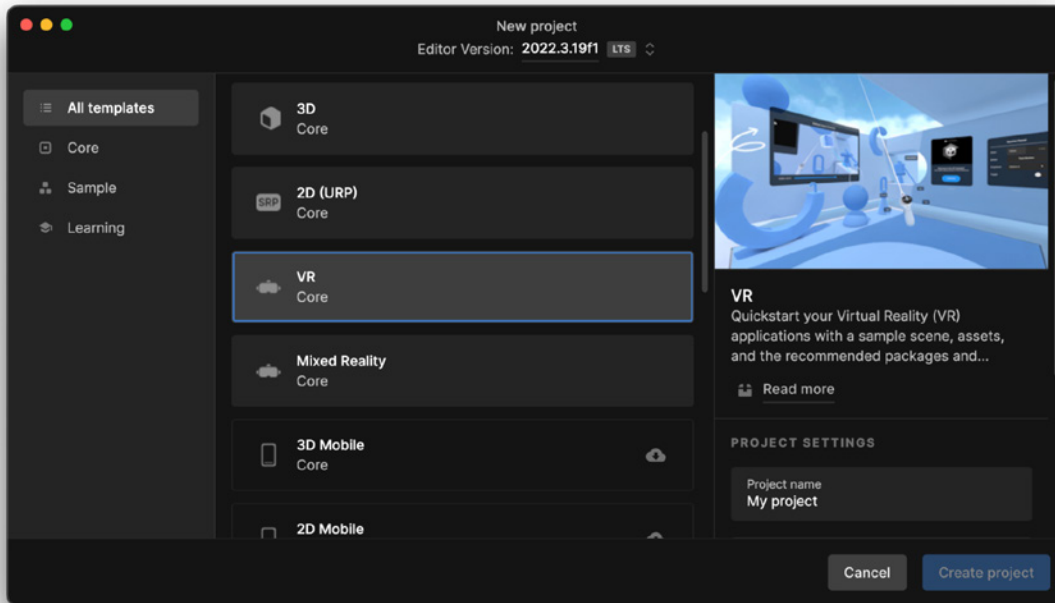 New project
Editor Version: 2022.3.19f1 LTS
All templates
Core
Sample
Learning
3D
Core
SRP
2D (URP)
Core
VR
Core
Mixed Reality
Core
3D Mobile
Core
2D Mobile
VR
Quickstart your Virtual Reality (VR)
applications with a sample scene, assets,
and the recommended packages and...
Read more
PROJECT SETTINGS
Project name
My project
Cancel
Create project